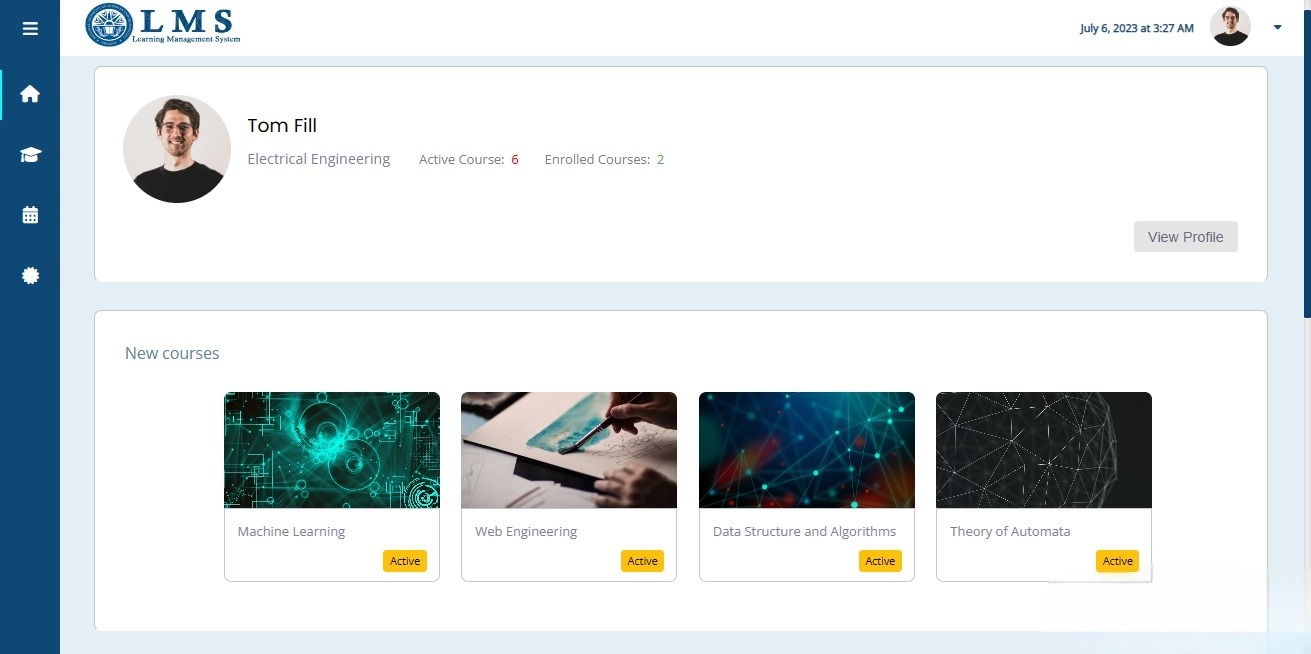 LMS
Learning Management System
July 6, 2023 at 3:27 AM
Tom Fill
Electrical Engineering
Active Course: 6
Enrolled Courses: 2
View Profile
New courses
Machine Learning
Active
Web Engineering
Active
Data Structure and Algorithms
Active
Theory of Automata
Active